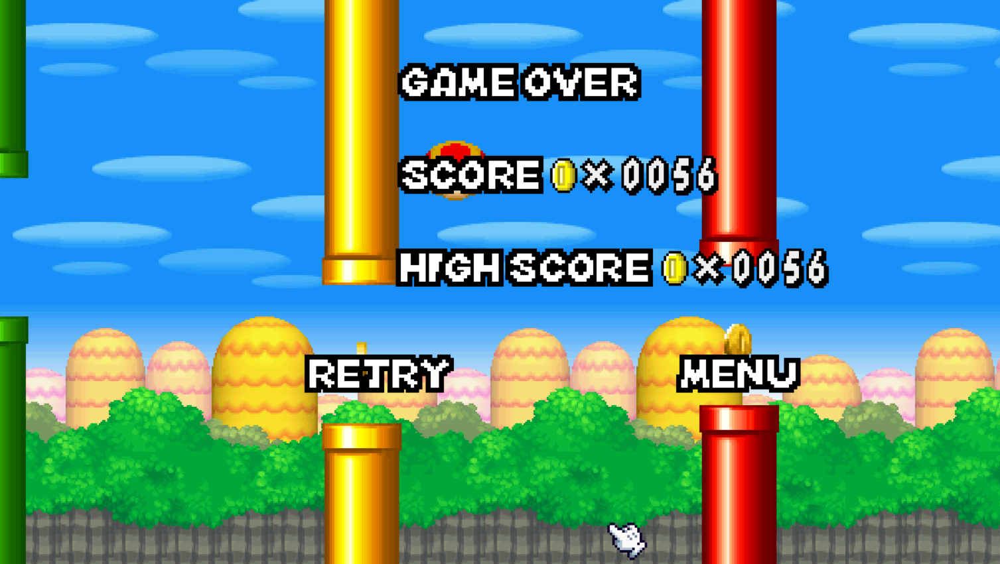 GAME OVER
SCORE × 0056
HIGH SCORE × 0056
RETRY MENU